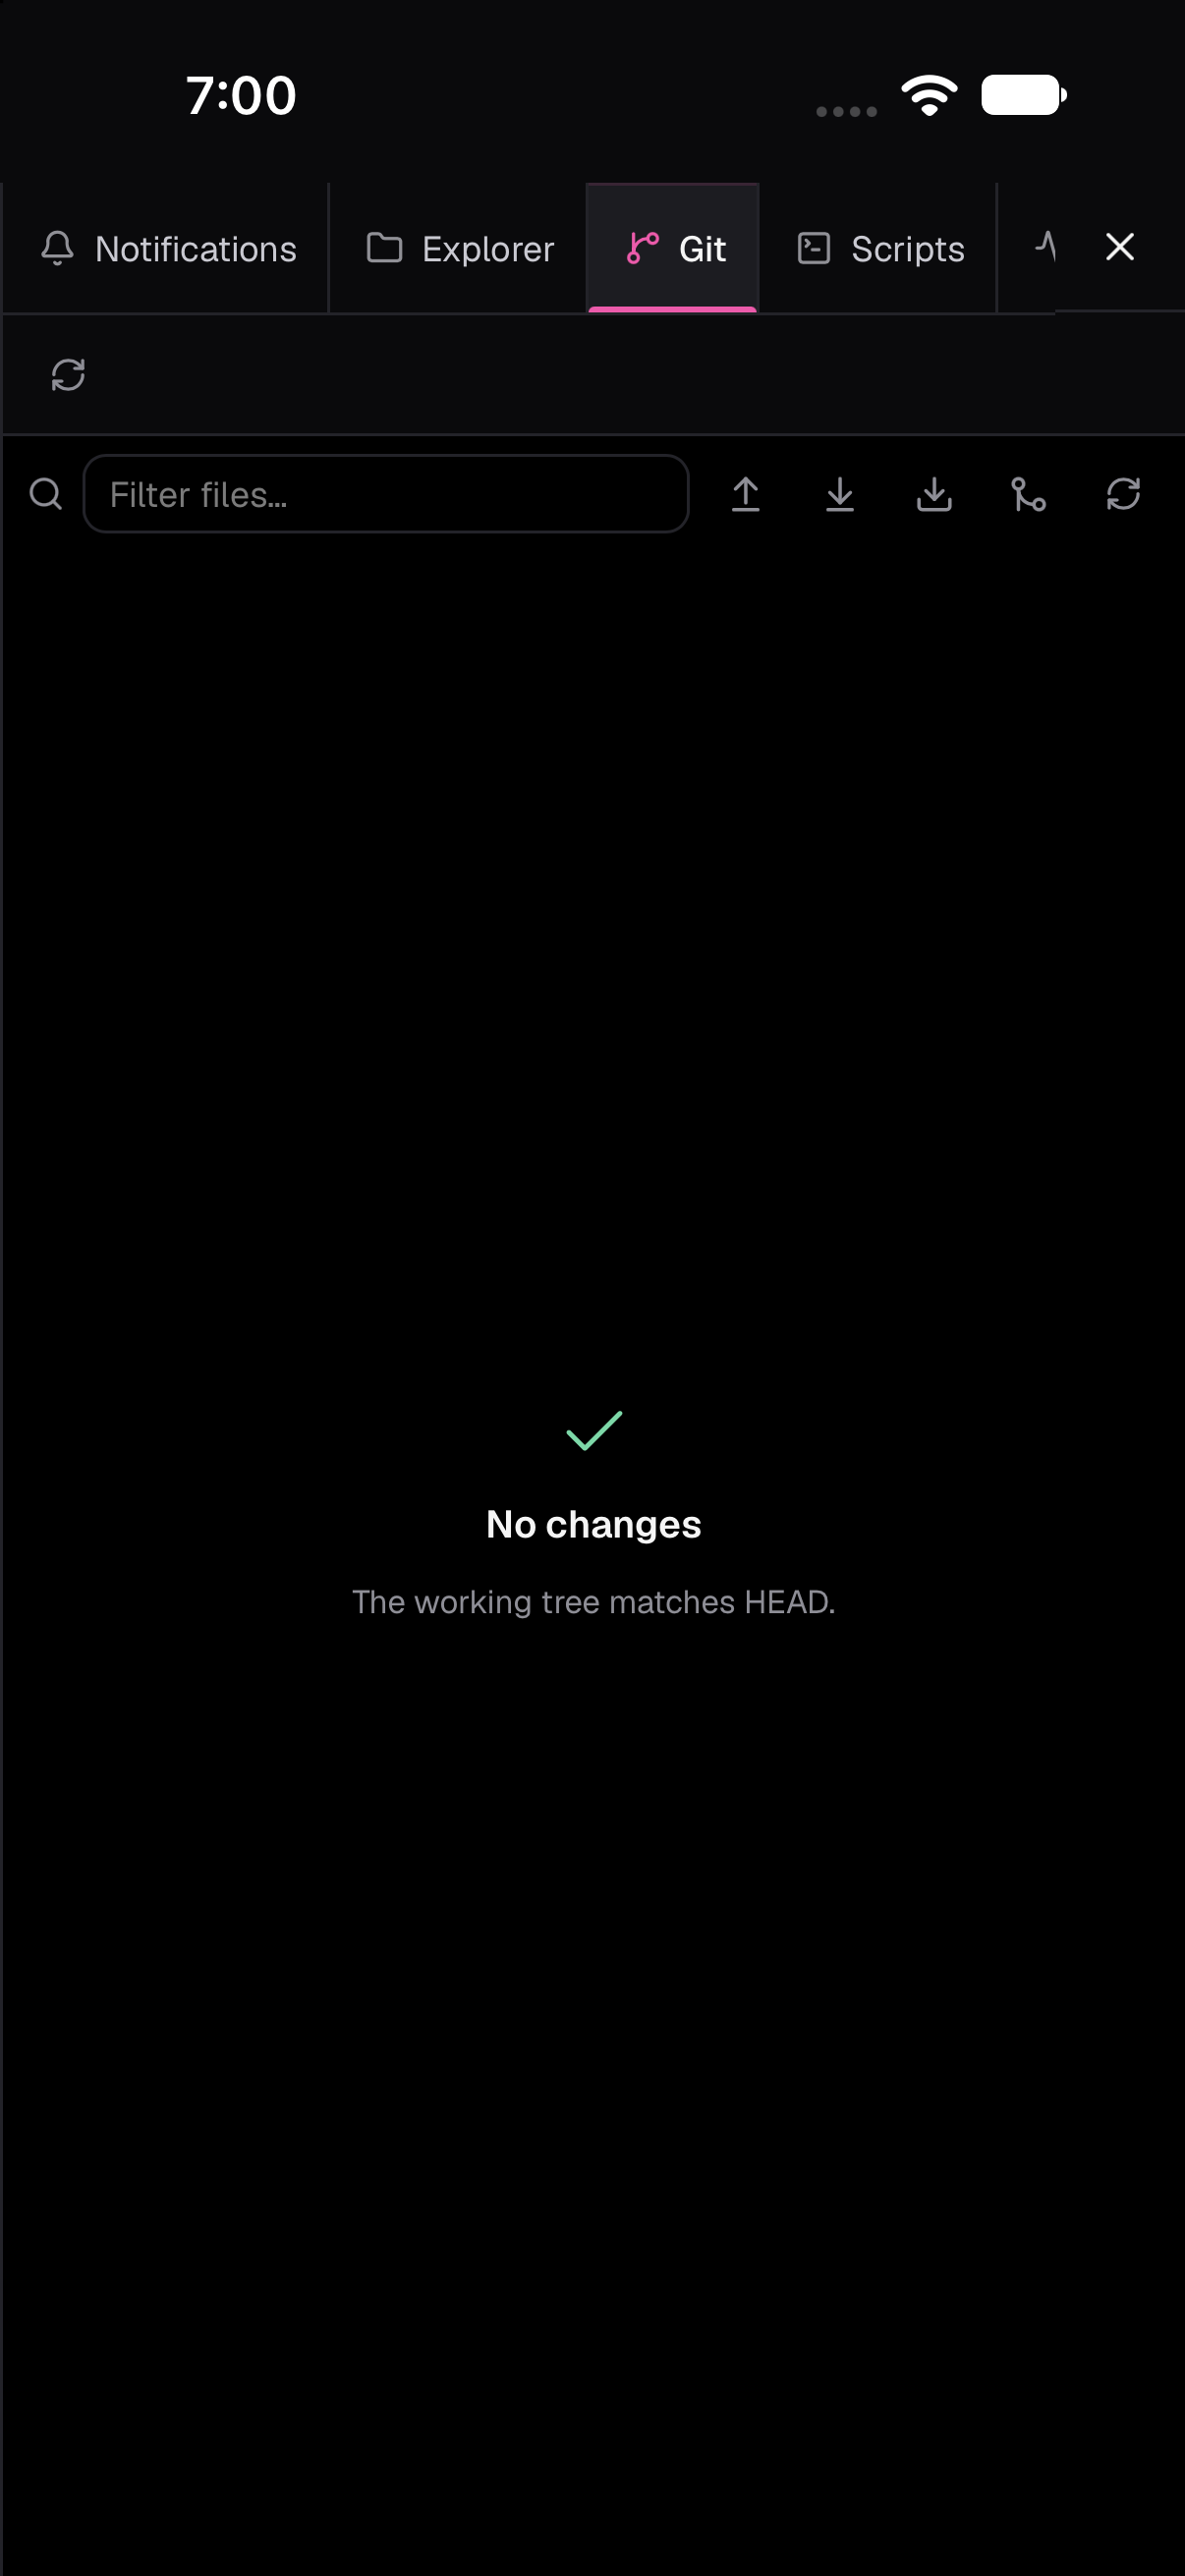 7:00
Notifications
Explorer
Git
Scripts
Filter files...
No changes
The working tree matches HEAD.